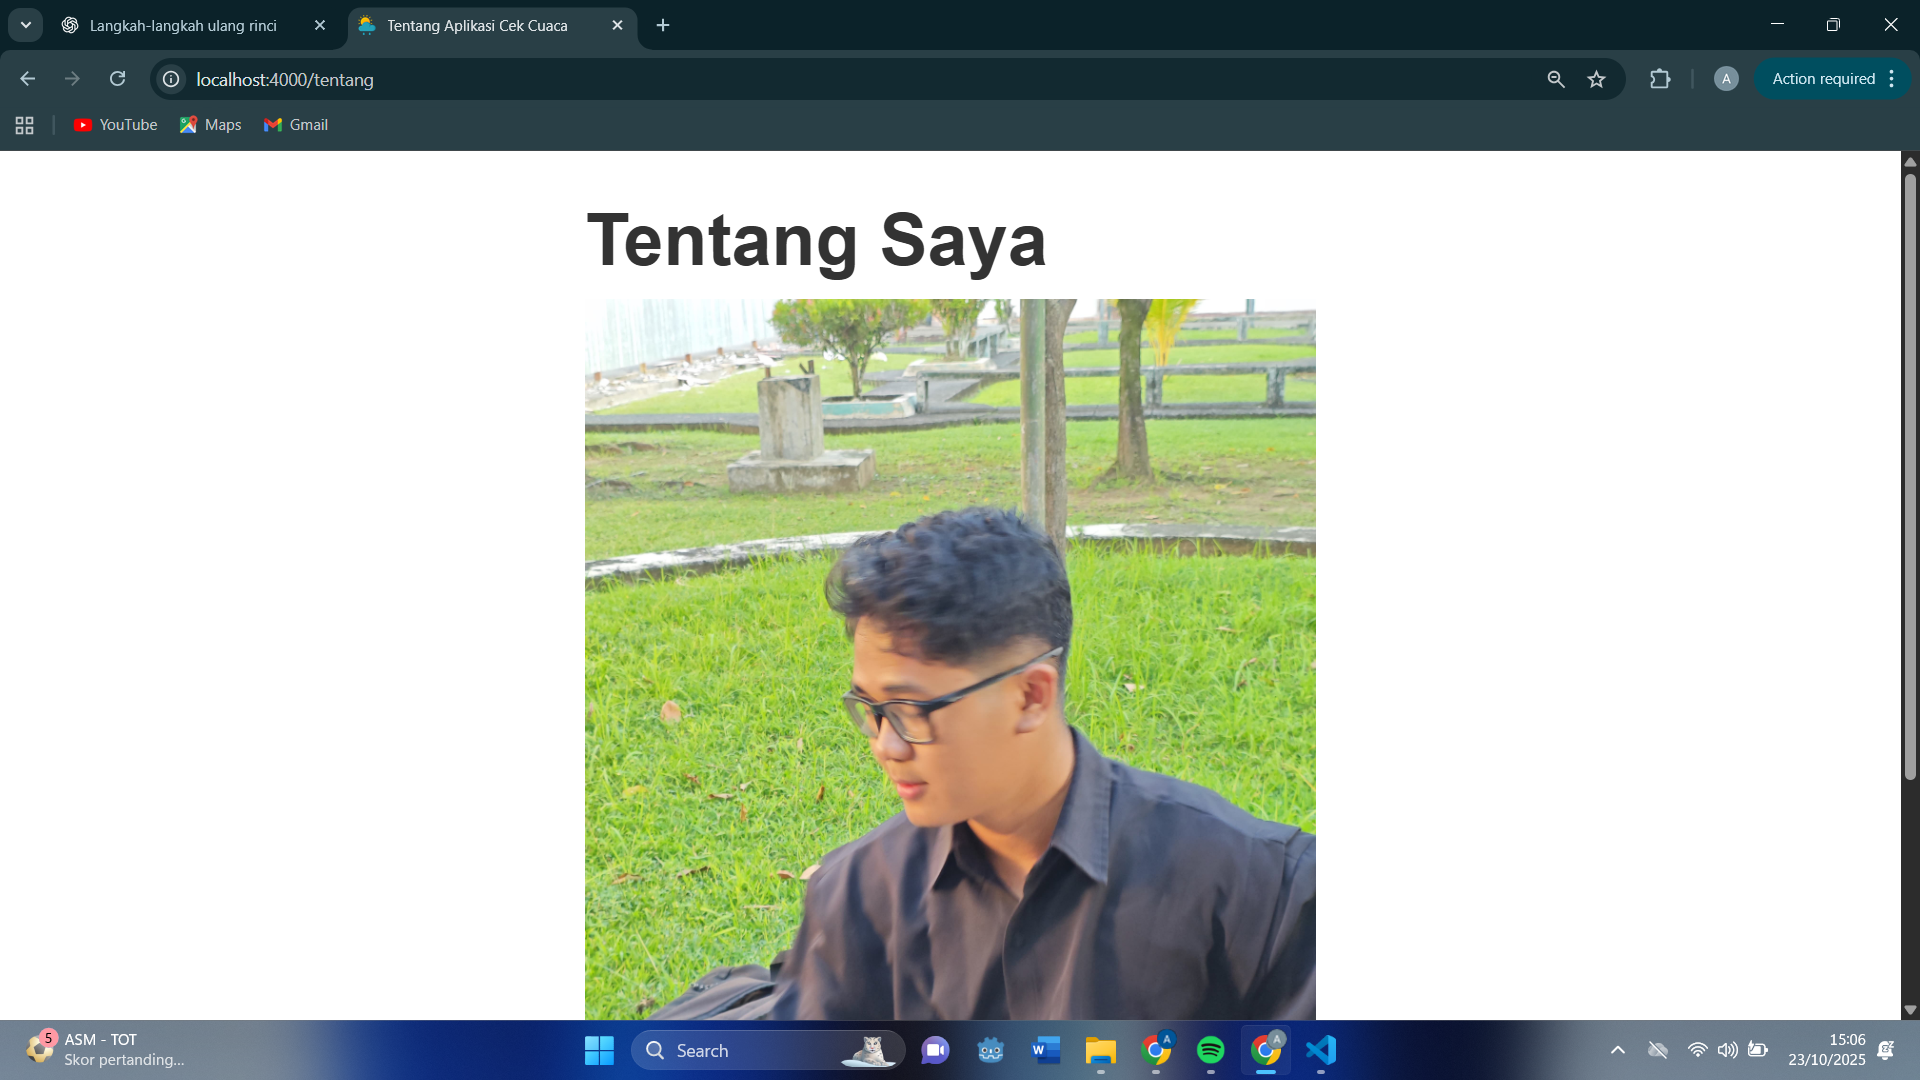 Langkah-langkah ulang rinci
Tentang Aplikasi Cek Cuaca
localhost:4000/tentang
A
Action required
YouTube
Maps
Gmail
Tentang Saya
5
ASM - TOT
Skor pertanding...
Search
W
A
A
15:06
23/10/2025